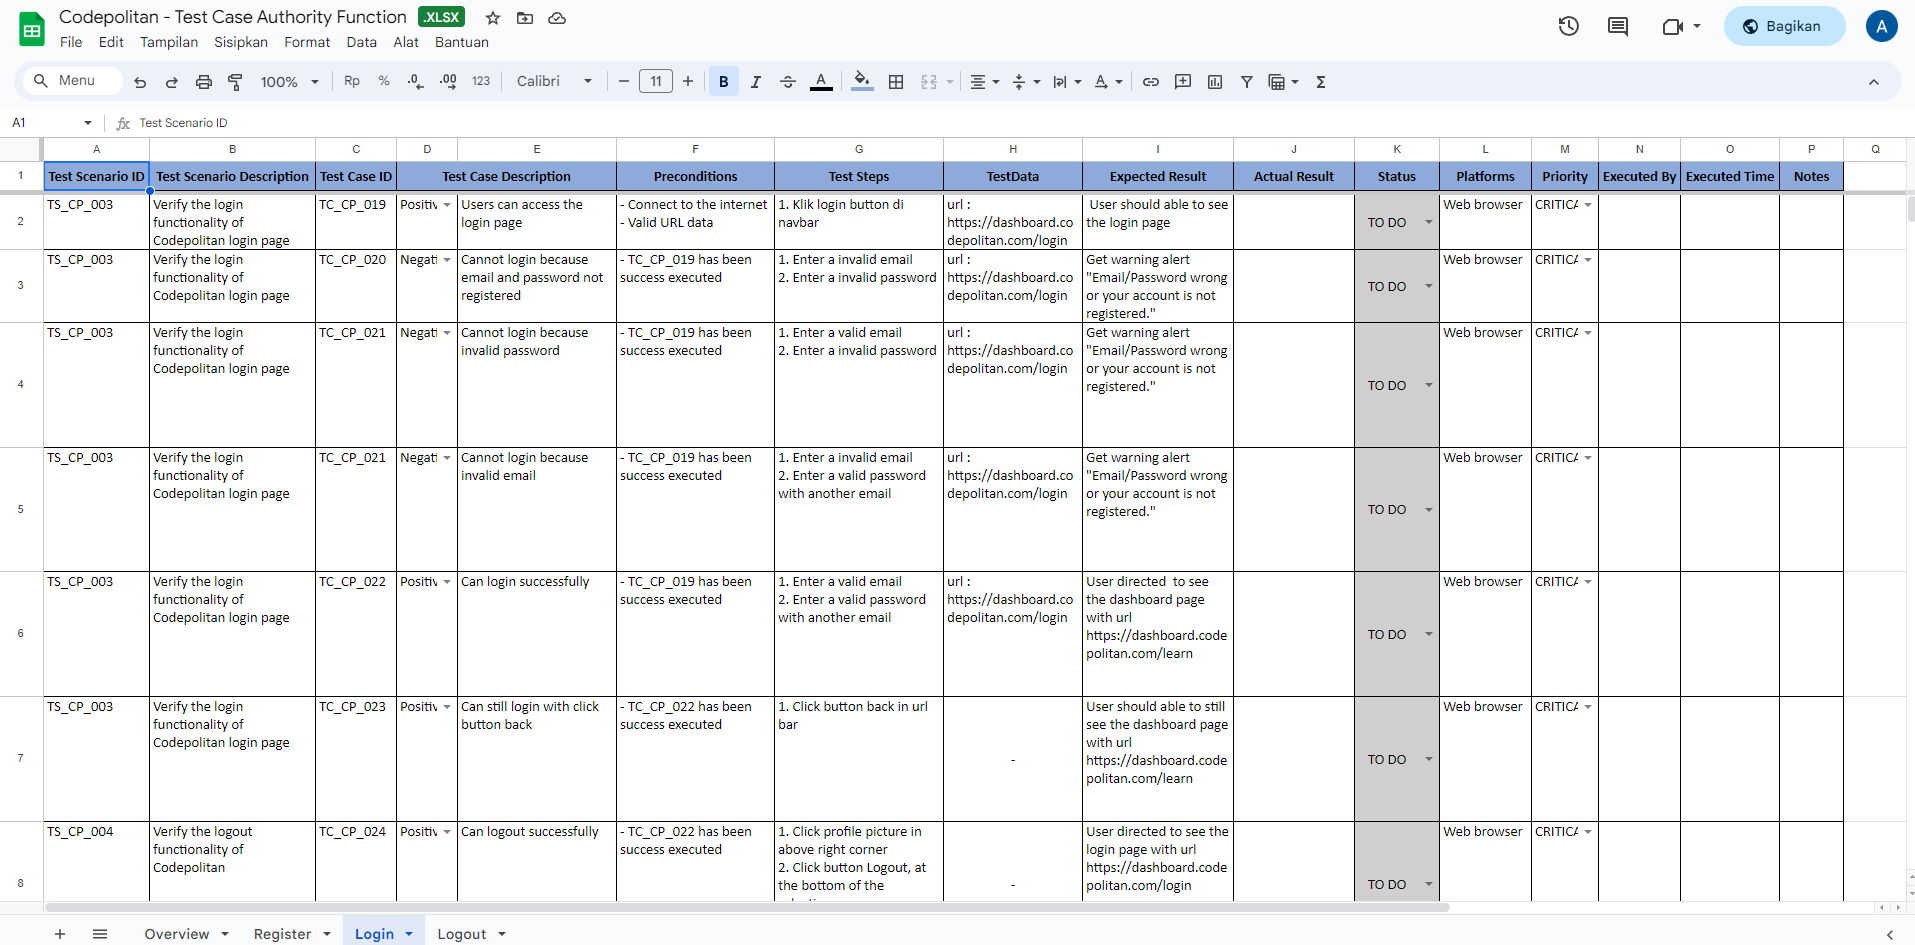 Codepolitan - Test Case Authority Function .XLSX
File Edit Tampilan Sisipkan Format Data Alat Bantuan
Bagikan
A
Menu 100% Rp % .0 .00 123 Calibri 11 B I A
A1 Test Scenario ID
A B C D E F G H I J K L M N O P Q
1 Test Scenario ID Test Scenario Description Test Case ID Test Case Description Preconditions Test Steps TestData Expected Result Actual Result Status Platforms Priority Executed By Executed Time Notes
2
TS_CP_003
Verify the login
functionality of
Codepolitan login page
TC_CP_019
Positiv
Users can access the
login page
- Connect to the internet
- Valid URL data
1. Klik login button di
navbar
url :
https://dashboard.co
depolitan.com/login
User should able to see
the login page
TO DO
Web browser
CRITICA
3
TS_CP_003
Verify the login
functionality of
Codepolitan login page
TC_CP_020
Negati
Cannot login because
email and password not
registered
- TC_CP_019 has been
success executed
1. Enter a invalid email
2. Enter a invalid password
url :
https://dashboard.co
depolitan.com/login
Get warning alert
"Email/Password wrong
or your account is not
registered."
TO DO
Web browser
CRITICA
4
TS_CP_003
Verify the login
functionality of
Codepolitan login page
TC_CP_021
Negati
Cannot login because
invalid password
- TC_CP_019 has been
success executed
1. Enter a valid email
2. Enter a invalid password
url :
https://dashboard.co
depolitan.com/login
Get warning alert
"Email/Password wrong
or your account is not
registered."
TO DO
Web browser
CRITICA
5
TS_CP_003
Verify the login
functionality of
Codepolitan login page
TC_CP_021
Negati
Cannot login because
invalid email
- TC_CP_019 has been
success executed
1. Enter a invalid email
2. Enter a valid password
with another email
url :
https://dashboard.co
depolitan.com/login
Get warning alert
"Email/Password wrong
or your account is not
registered."
TO DO
Web browser
CRITICA
6
TS_CP_003
Verify the login
functionality of
Codepolitan login page
TC_CP_022
Positiv
Can login successfully
- TC_CP_019 has been
success executed
1. Enter a valid email
2. Enter a valid password
with another email
url :
https://dashboard.co
depolitan.com/login
User directed  to see
the dashboard page
with url
https://dashboard.code
politan.com/learn
TO DO
Web browser
CRITICA
7
TS_CP_003
Verify the login
functionality of
Codepolitan login page
TC_CP_023
Positiv
Can still login with click
button back
- TC_CP_022 has been
success executed
1. Click button back in url
bar
-
User should able to still
see the dashboard page
with url
https://dashboard.code
politan.com/learn
TO DO
Web browser
CRITICA
8
TS_CP_004
Verify the logout
functionality of
Codepolitan
TC_CP_024
Positiv
Can logout successfully
- TC_CP_022 has been
success executed
1. Click profile picture in
above right corner
2. Click button Logout, at
the bottom of the
-
User directed to see the
login page with url
https://dashboard.code
politan.com/login
TO DO
Web browser
CRITICA
Overview Register Login Logout